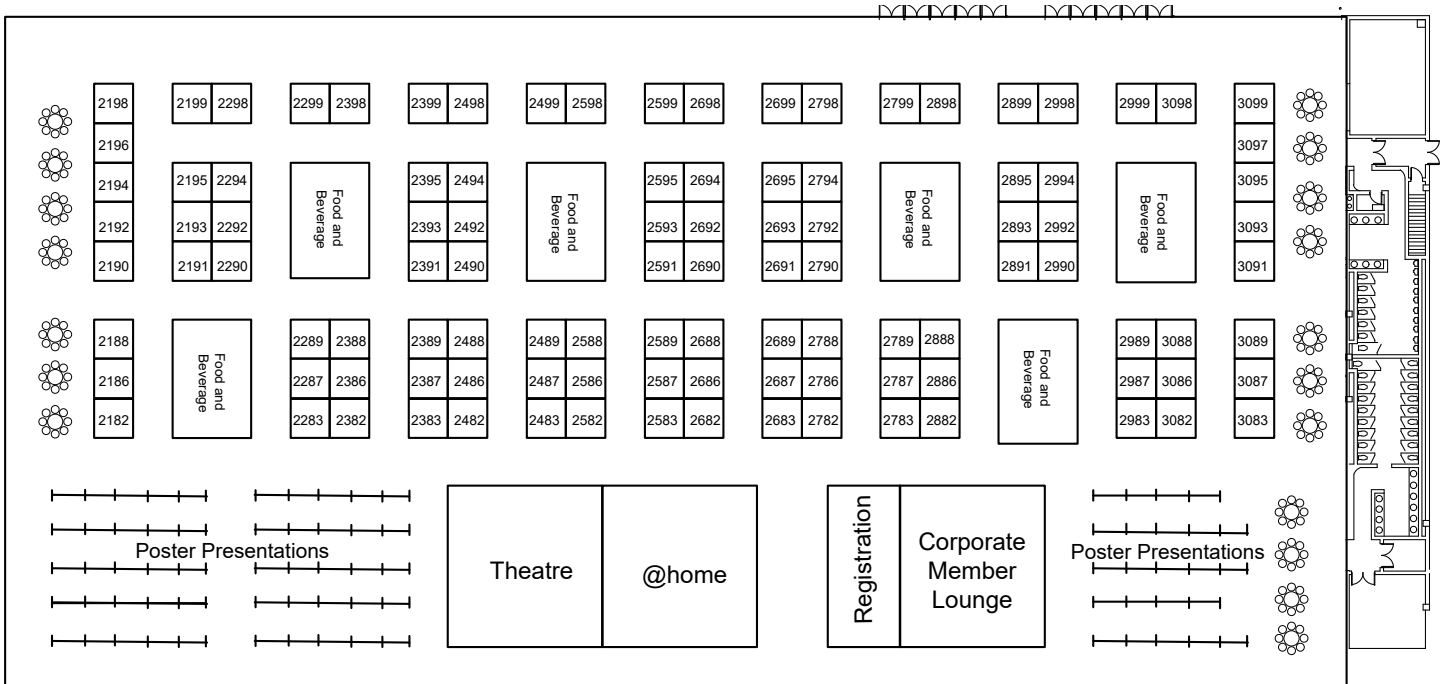 2198 2199 2298 2299 2398 2399 2498 2499 2598 2599 2698 2699 2798 2799 2898 2899 2998 2999 3098 3099
2196 3097
2194 2195 2294 2395 2494 2595 2694 2695 2794 2895 2994 3095
Food and
Beverage
Food and
Beverage
Food and
Beverage
Food and
Beverage
2192 2193 2292 2393 2492 2593 2692 2693 2792 2893 2992 3093
2190 2191 2290 2391 2490 2591 2690 2691 2790 2891 2990 3091
2188 2289 2388 2389 2488 2489 2588 2589 2688 2689 2788 2789 2888 2989 3088 3089
Food and
Beverage
Food and
Beverage
2186 2287 2386 2387 2486 2487 2586 2587 2686 2687 2786 2787 2886 2987 3086 3087
2182 2283 2382 2383 2482 2483 2582 2583 2682 2683 2782 2783 2882 2983 3082 3083
Poster Presentations
Theatre
@home
Registration
Corporate
Member
Lounge
Poster Presentations